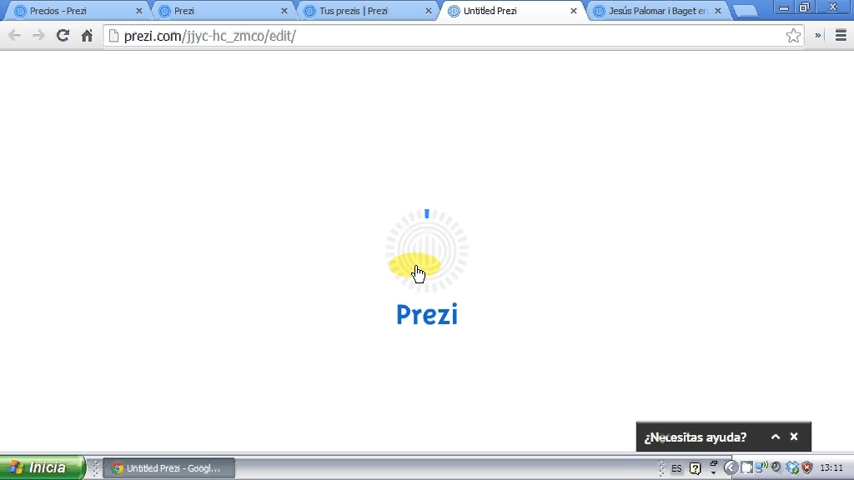 Precios - Prezi
Prezi
Tus prezis | Prezi
Untitled Prezi
Jesús Palomar i Baget en
prezi.com/jjyc-hc_zmco/edit/
Prezi
¿Necesitas ayuda?
Inicia
Untitled Prezi - Googl...
ES
13:11